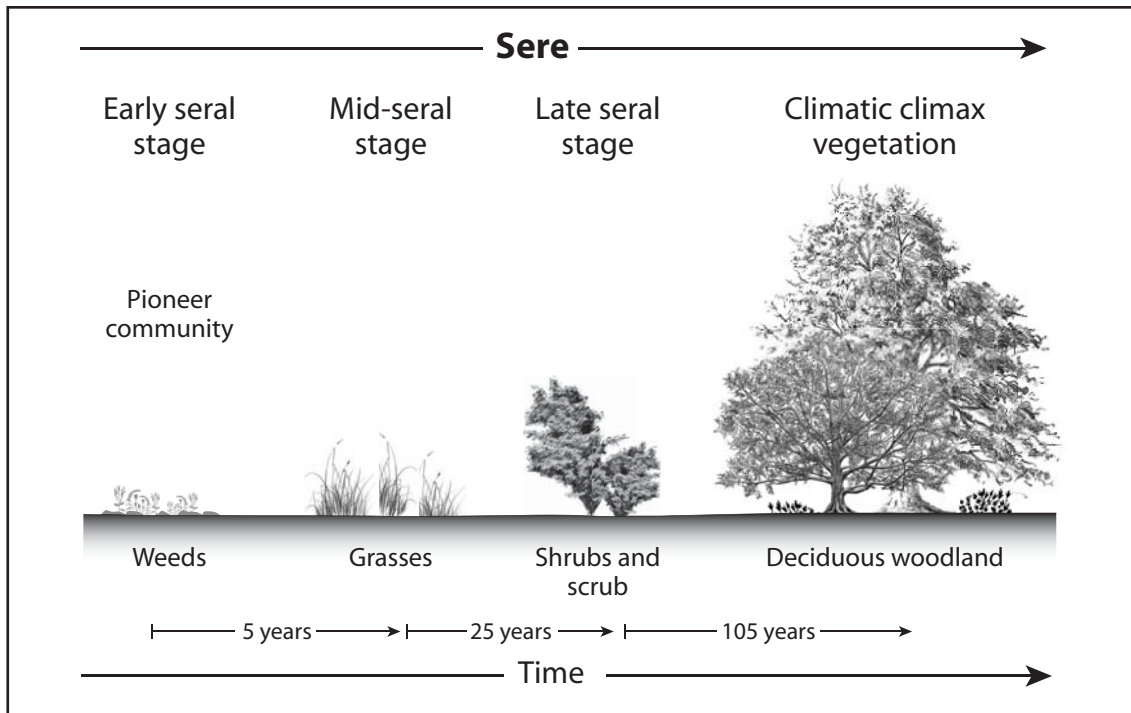 Sere
Early seral
stage
Mid-seral
stage
Late seral
stage
Climatic climax
vegetation
Pioneer
community
Weeds
Grasses
Shrubs and
scrub
Deciduous woodland
5 years
25 years
105 years
Time